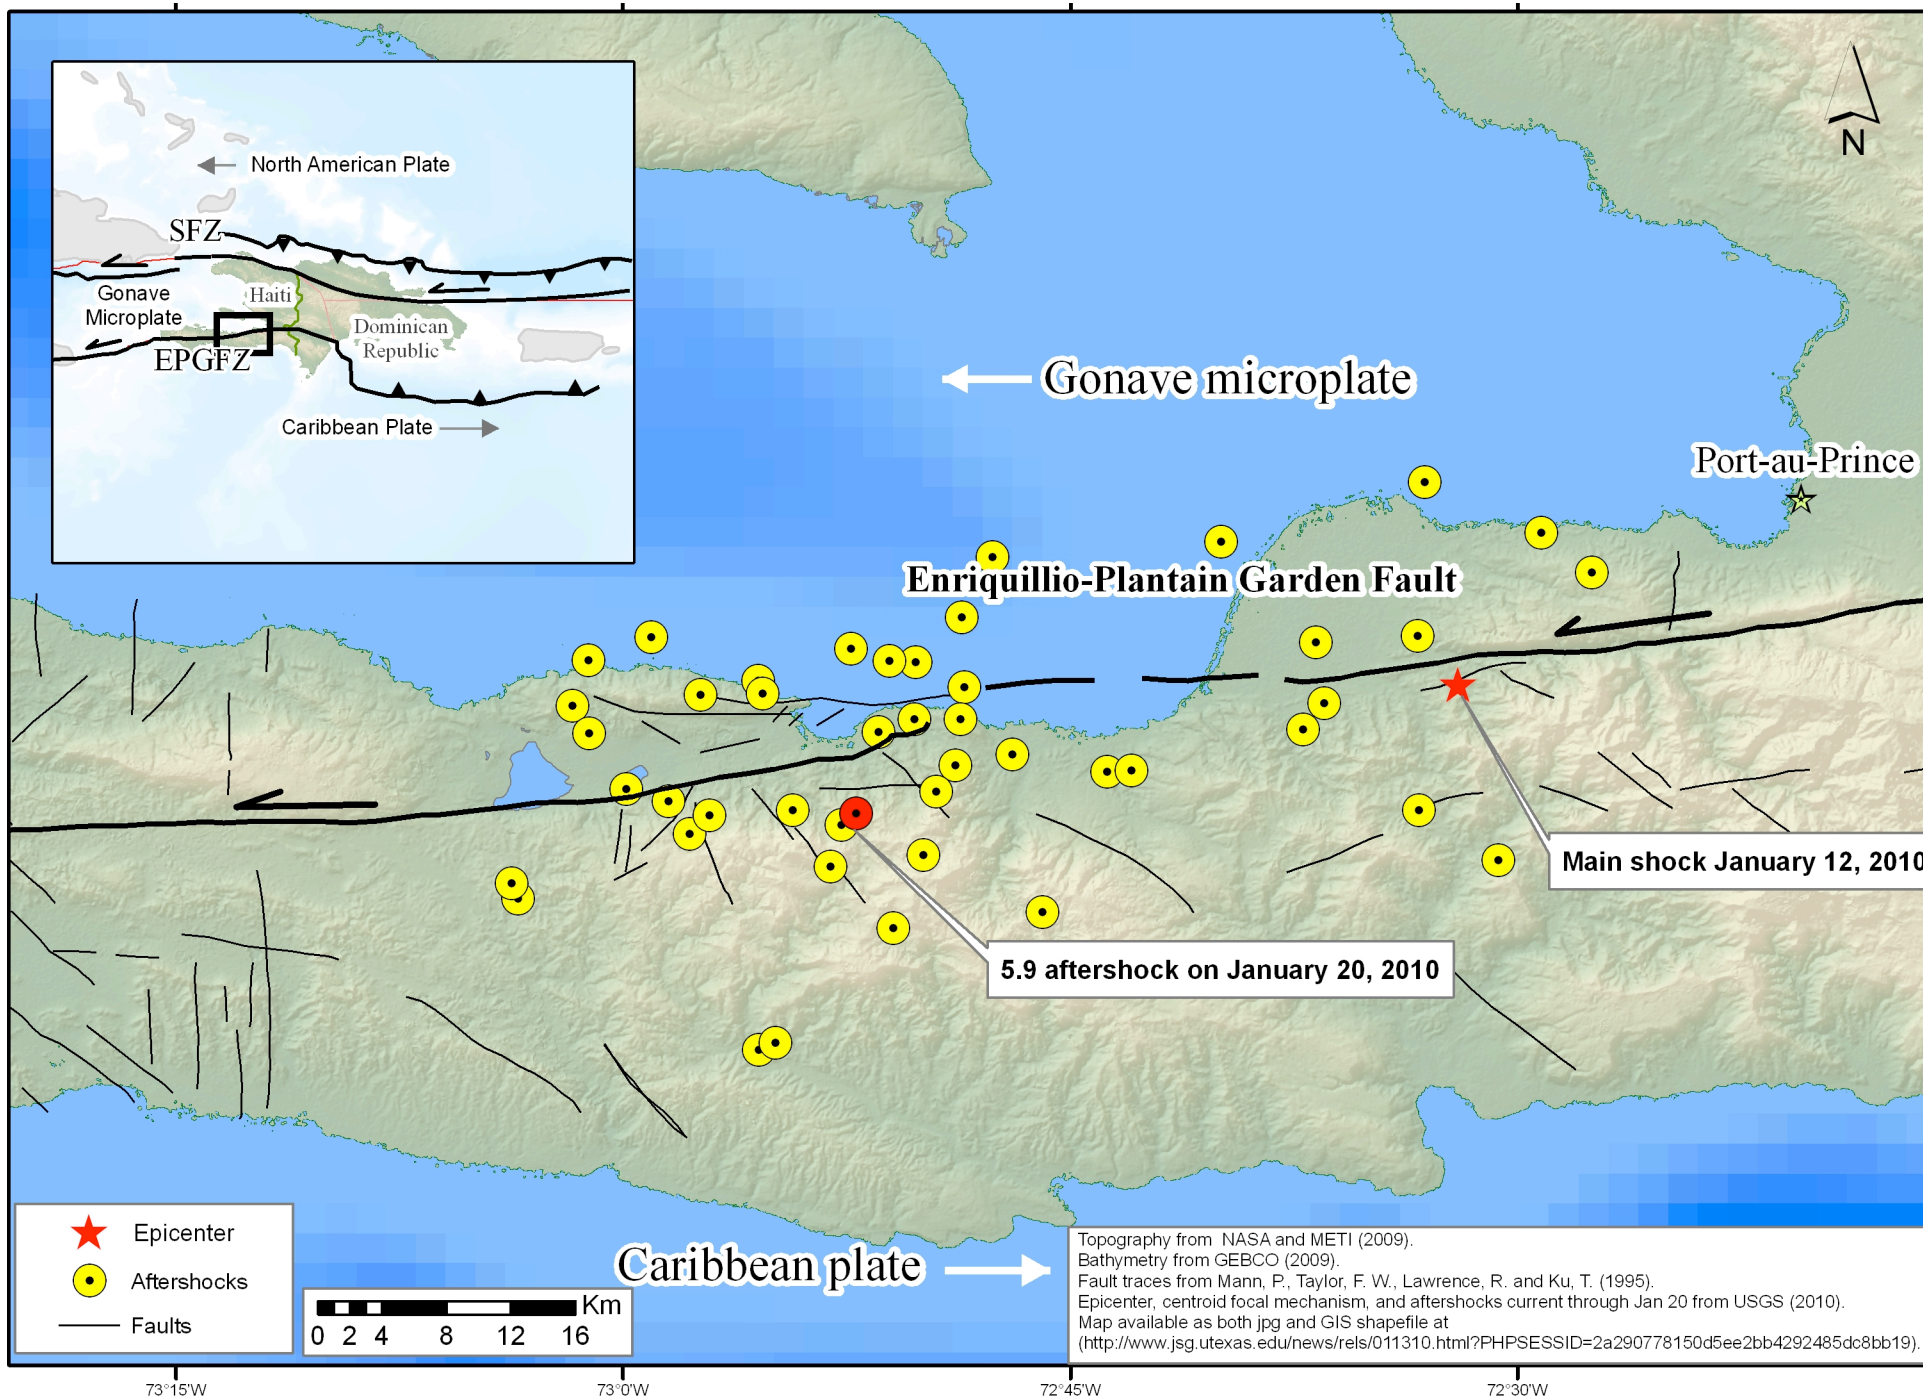 North American Plate
SFZ
Gonave
Microplate
Haiti
Dominican
Republic
EPGFZ
Caribbean Plate
N
Gonave microplate
Port-au-Prince
Enriquillio-Plantain Garden Fault
Main shock January 12, 2010
5.9 aftershock on January 20, 2010
Caribbean plate
Epicenter
Aftershocks
Faults
Km
0 2 4 8 12 16
Topography from NASA and METI (2009).
Bathymetry from GEBCO (2009).
Fault traces from Mann, P., Taylor, F. W., Lawrence, R. and Ku, T. (1995).
Epicenter, centroid focal mechanism, and aftershocks current through Jan 20 from USGS (2010).
Map available as both jpg and GIS shapefile at
(http://www.jsg.utexas.edu/news/rels/011310.html?PHPSESSID=2a290778150d5ee2bb4292485dc8bb19).
73°15'W 73°0'W 72°45'W 72°30'W